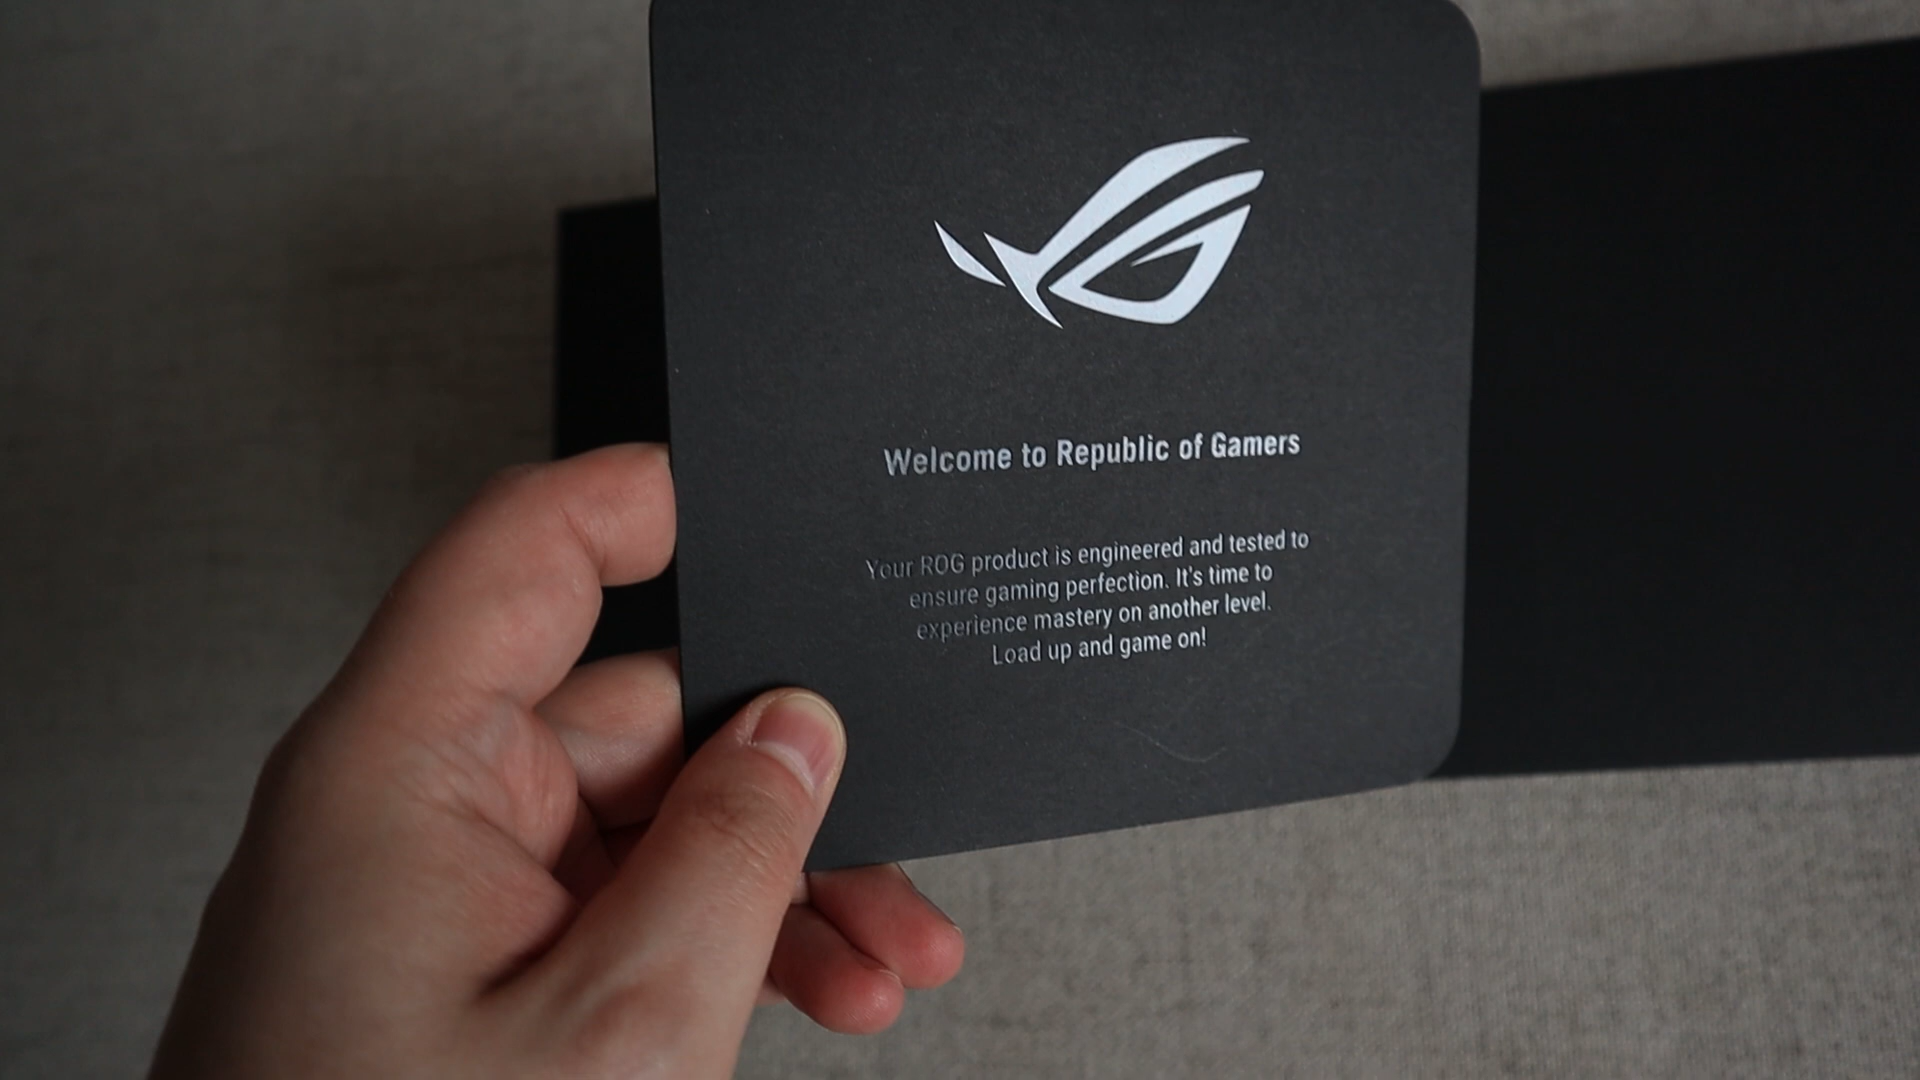 Welcome to Republic of Gamers
Your ROG product is engineered and tested to
ensure gaming perfection. It's time to
experience mastery on another level.
Load up and game on!